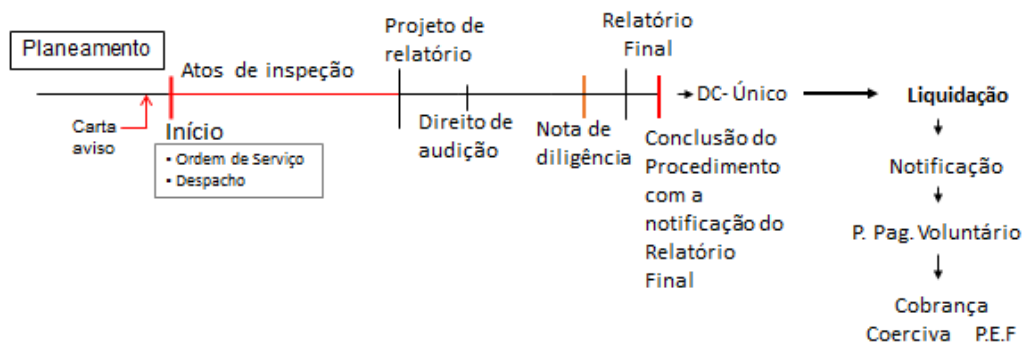 Planeamento
Carta
aviso
Início
• Ordem de Serviço
• Despacho
Atos de inspeção
Projeto de
relatório
Direito de
audição
Nota de
diligência
Relatório
Final
Conclusão do
Procedimento
com a
notificação do
Relatório
Final
DC- Único
Liquidação
Notificação
P. Pag. Voluntário
Cobrança
Coerciva P.E.F